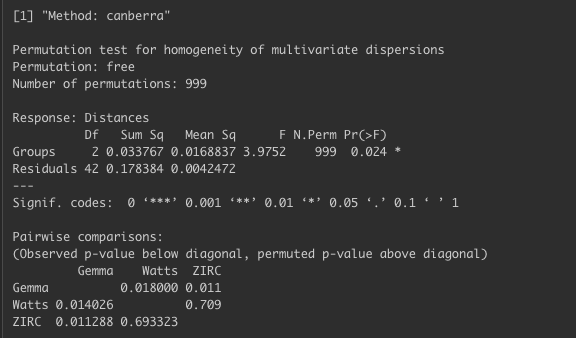 [1] "Method: canberra"

Permutation test for homogeneity of multivariate dispersions
Permutation: free
Number of permutations: 999

Response: Distances
          Df   Sum Sq   Mean Sq      F N.Perm Pr(>F)
Groups     2 0.033767 0.0168837 3.9752    999  0.024 *
Residuals 42 0.178384 0.0042472
---
Signif. codes:  0 ‘***’ 0.001 ‘**’ 0.01 ‘*’ 0.05 ‘.’ 0.1 ‘ ’ 1

Pairwise comparisons:
(Observed p-value below diagonal, permuted p-value above diagonal)
         Gemma    Watts  ZIRC
Gemma          0.018000 0.011
Watts 0.014026          0.709
ZIRC  0.011288 0.693323